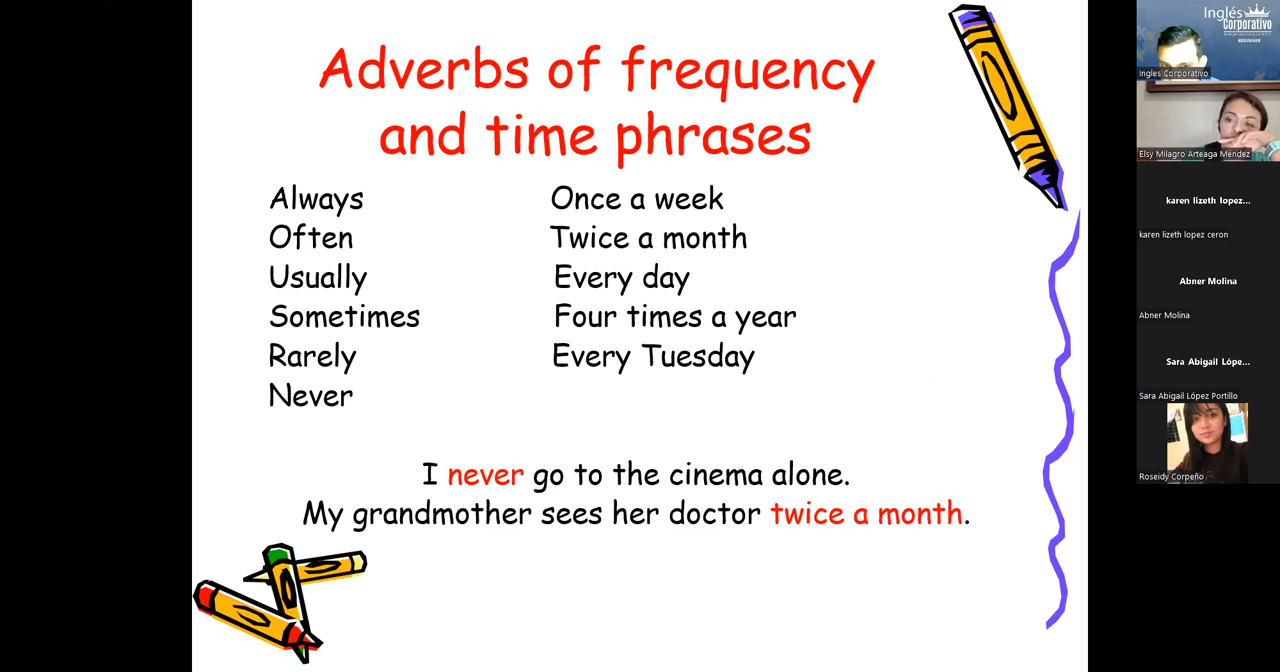 Adverbs of frequency
and time phrases
Always
Often
Usually
Sometimes
Rarely
Never
Once a week
Twice a month
Every day
Four times a year
Every Tuesday
I never go to the cinema alone.
My grandmother sees her doctor twice a month.
Inglés
Corporativo
BEGINNER
Ingles Corporativo
Elsy Milagro Arteaga Méndez
karen lizeth lopez...
karen lizeth lopez ceron
Abner Molina
Abner Molina
Sara Abigail Lópe...
Sara Abigail López Portillo
Roseidy Corpeño